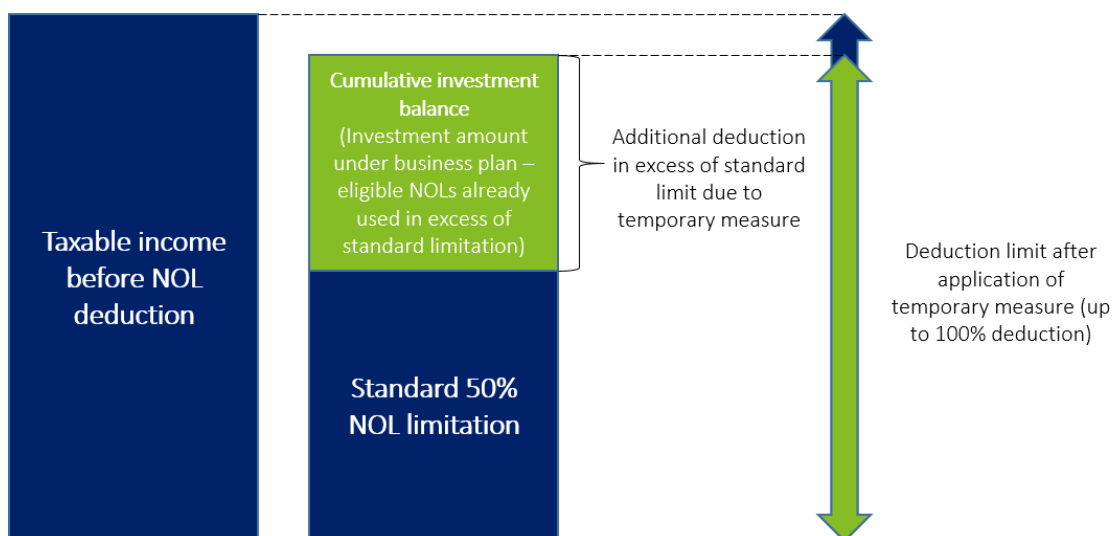 Taxable income
before NOL
deduction
Cumulative investment
balance
(Investment amount
under business plan –
eligible NOLs already
used in excess of
standard limitation)
Standard 50%
NOL limitation
Additional deduction
in excess of standard
limit due to
temporary measure
Deduction limit after
application of
temporary measure (up
to 100% deduction)